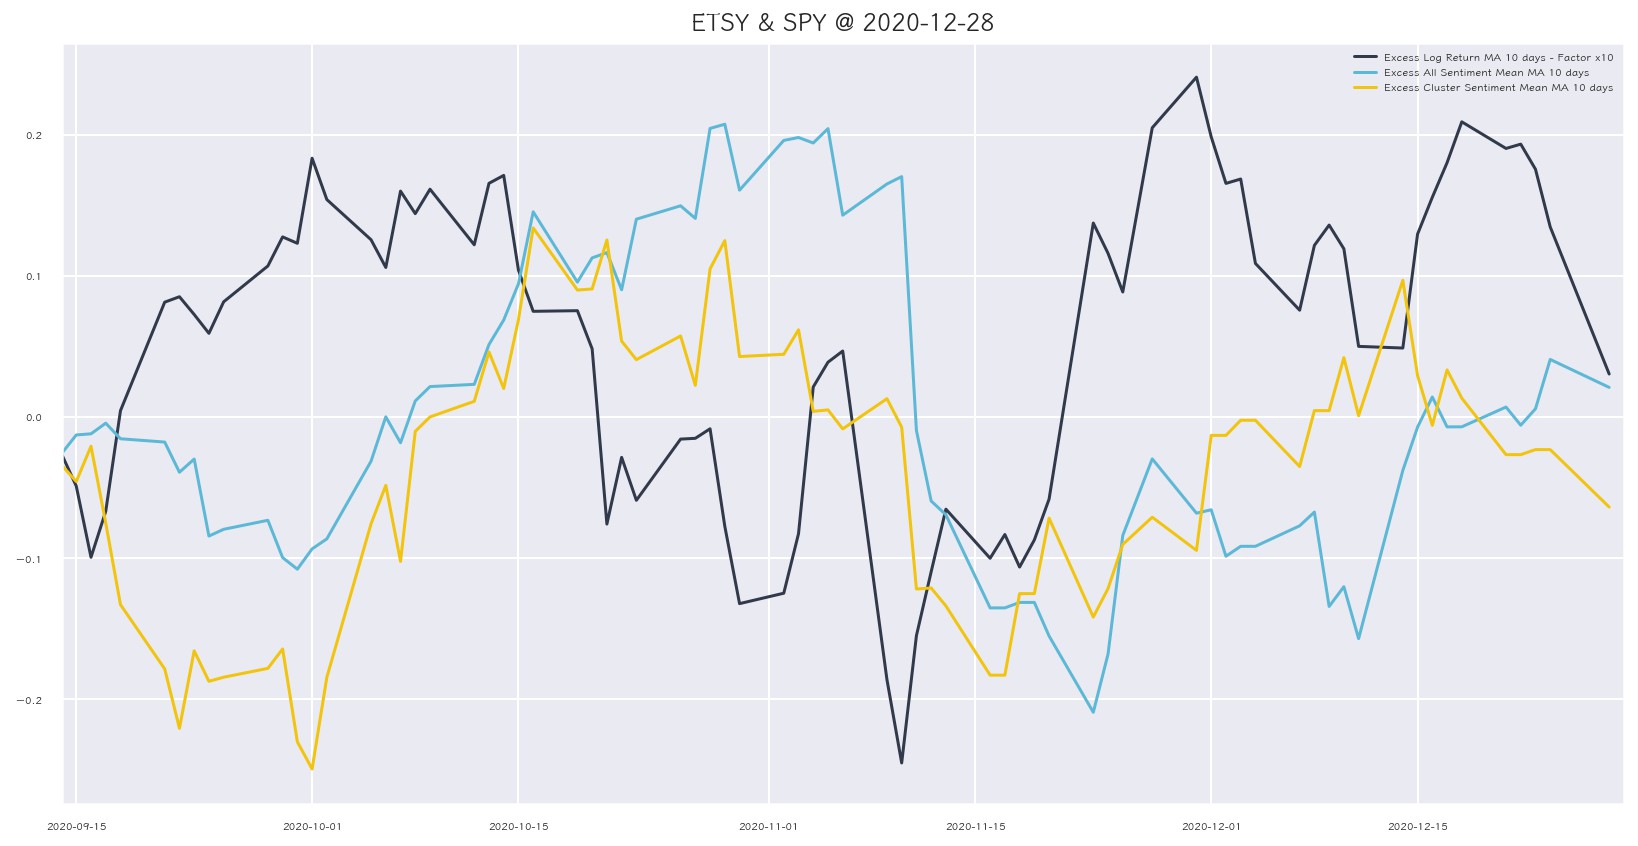 ETSY & SPY @ 2020-12-28
Excess Log Return MA 10 days - Factor x10
Excess All Sentiment Mean MA 10 days
Excess Cluster Sentiment Mean MA 10 days
0.2
0.1
0.0
−0.1
−0.2
2020-09-15 2020-10-01 2020-10-15 2020-11-01 2020-11-15 2020-12-01 2020-12-15